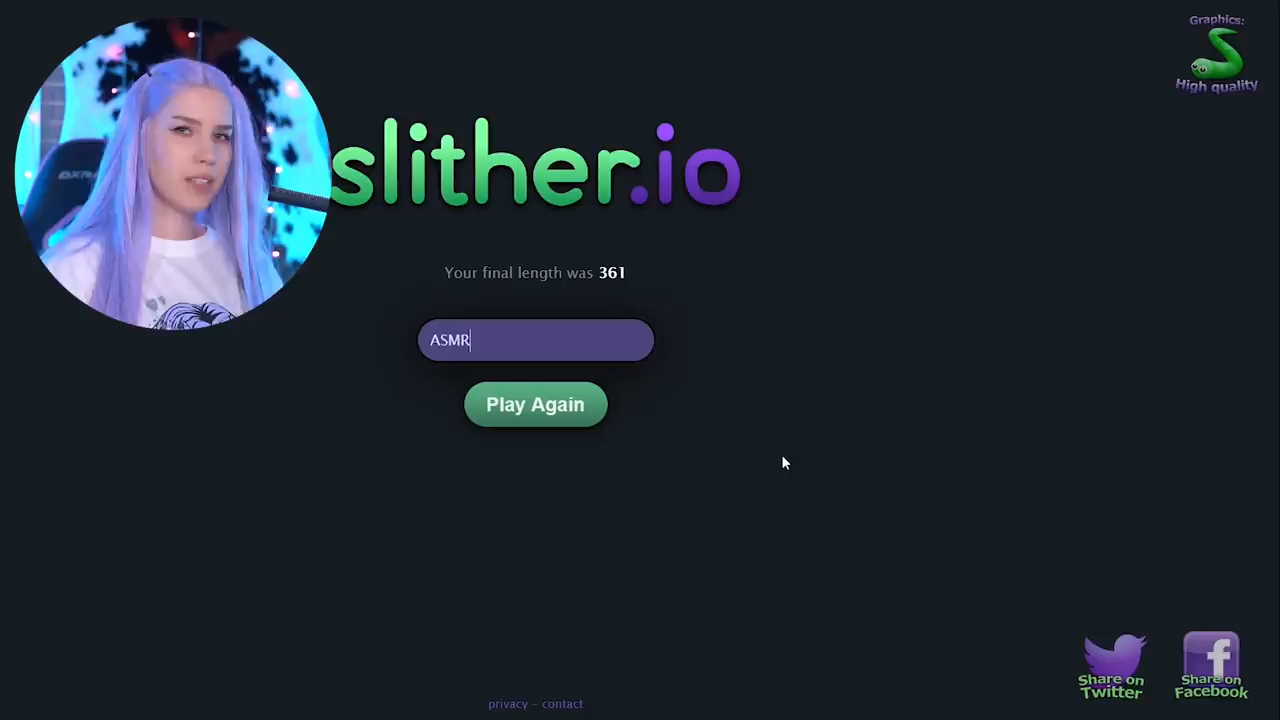 Graphics:
High quality
DXRA
slither.io
Your final length was 361
ASMR
Play Again
Share on
Twitter
Share on
Facebook
privacy - contact